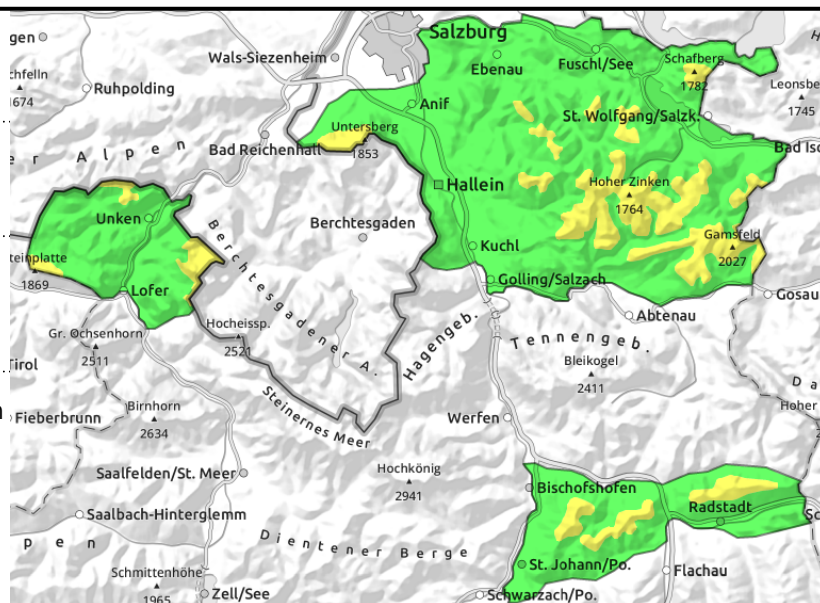 Salzburg
gen
Wals-Siezenheim
Fuschl/See
Schafberg
1782
Ebenau
chfelln
1674
Ruhpolding
Leonsbe
1745
Anif
St. Wolfgang/Salzk.
Untersberg
1853
Bad Reichenhall
Bad Isc
er Alpen
Hallein
Hoher Zinken
1764
Unken
Berchtesgaden
Berchtesgadener A.
Kuchl
Gamsfeld
2027
teinplatte
1869
Lofer
Golling/Salzach
Gosau
Hocheissp.
2521
Abtenau
Gr. Ochsenhorn
2511
Hagengeb.
Tennengeb.
Tirol
Bleikogel
2411
Da
Steinernes Meer
Hoher
Birnhorn
2634
Fieberbrunn
Werfen
Saalfelden/St. Meer
Hochkönig
2941
Bischofshofen
Radstadt
Saalbach-Hinterglemm
Dientener Berge
pen
St. Johann/Po.
Flachau
Schmittenhöhe
1965
Zell/See
Schwarzach/Po.